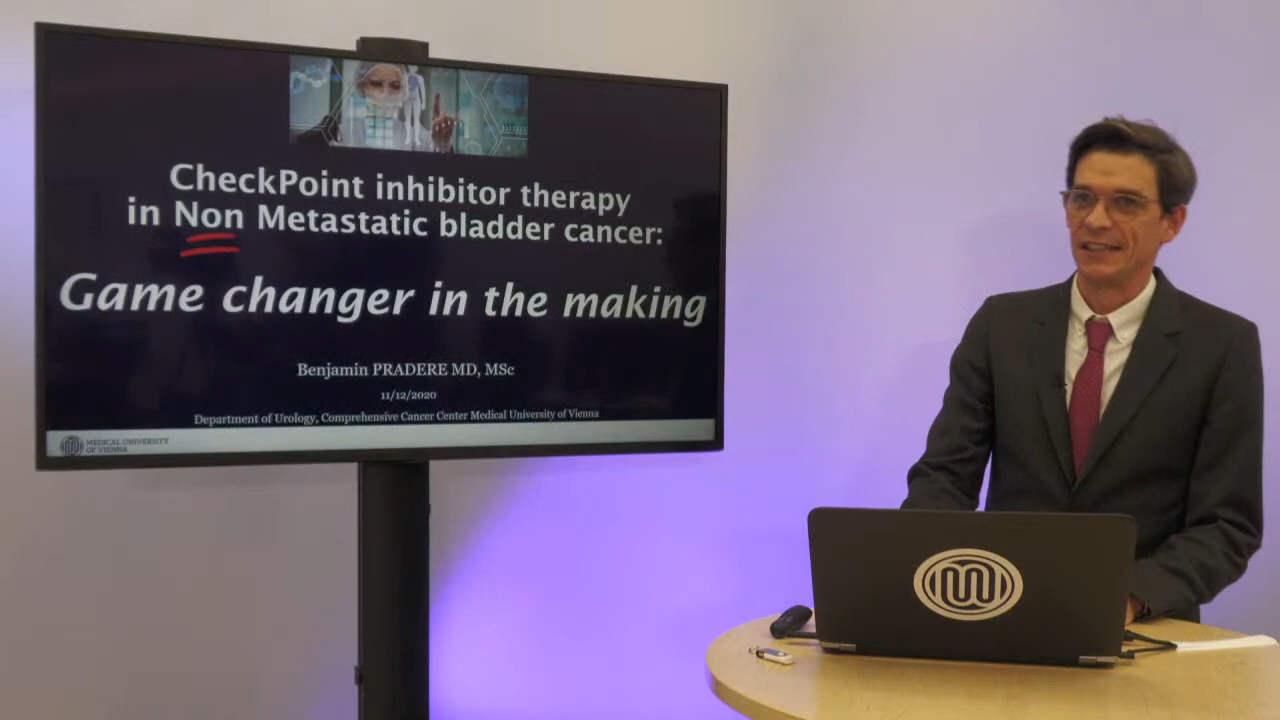 CheckPoint inhibitor therapy
in Non Metastatic bladder cancer:
Game changer in the making
Benjamin PRADERE MD, MSc
11/12/2020
Department of Urology, Comprehensive Cancer Center Medical University of Vienna
MEDICAL UNIVERSITY
OF VIENNA